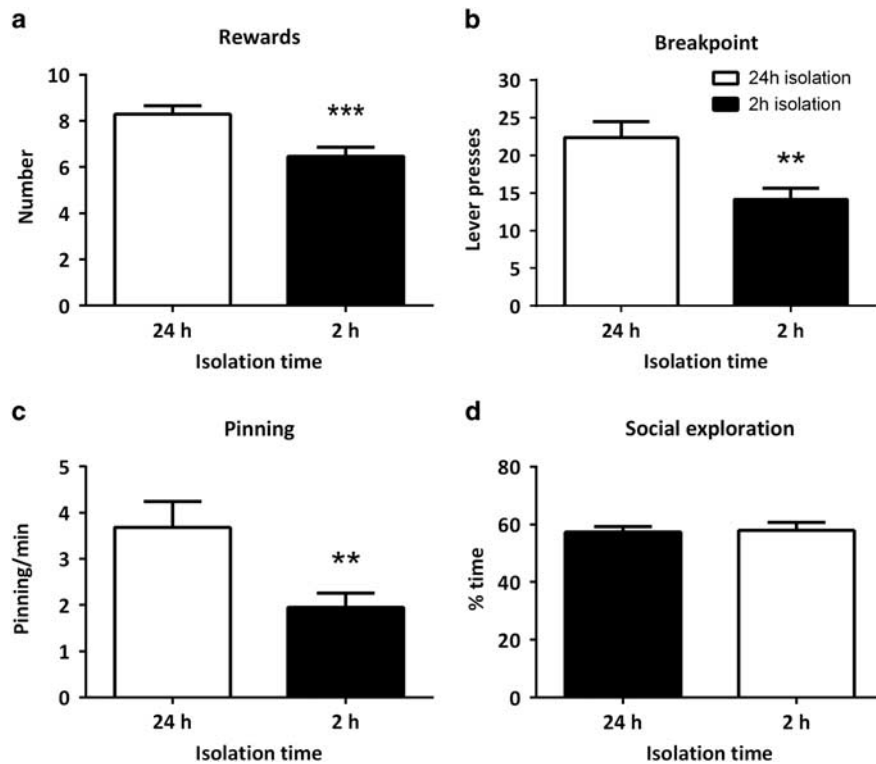 a
Rewards
Number
10
8
6
4
2
0
***
24 h
2 h
Isolation time
b
Breakpoint
Lever presses
30
25
20
15
10
5
0
24h isolation
2h isolation
**
24 h
2 h
Isolation time
c
Pinning
Pinning/min
5
4
3
2
1
0
**
24 h
2 h
Isolation time
d
Social exploration
% time
80
60
40
20
0
24 h
2 h
Isolation time